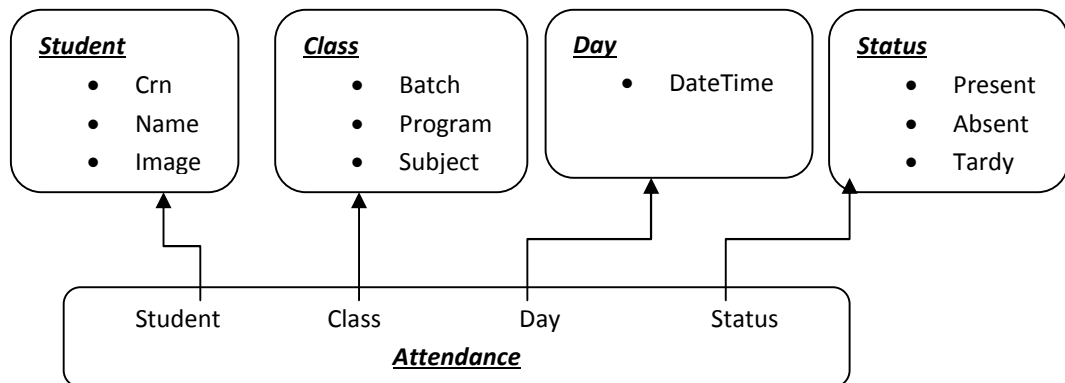 Student
• Crn
• Name
• Image
Class
• Batch
• Program
• Subject
Day
• DateTime
Status
• Present
• Absent
• Tardy
Student Class Day Status
Attendance